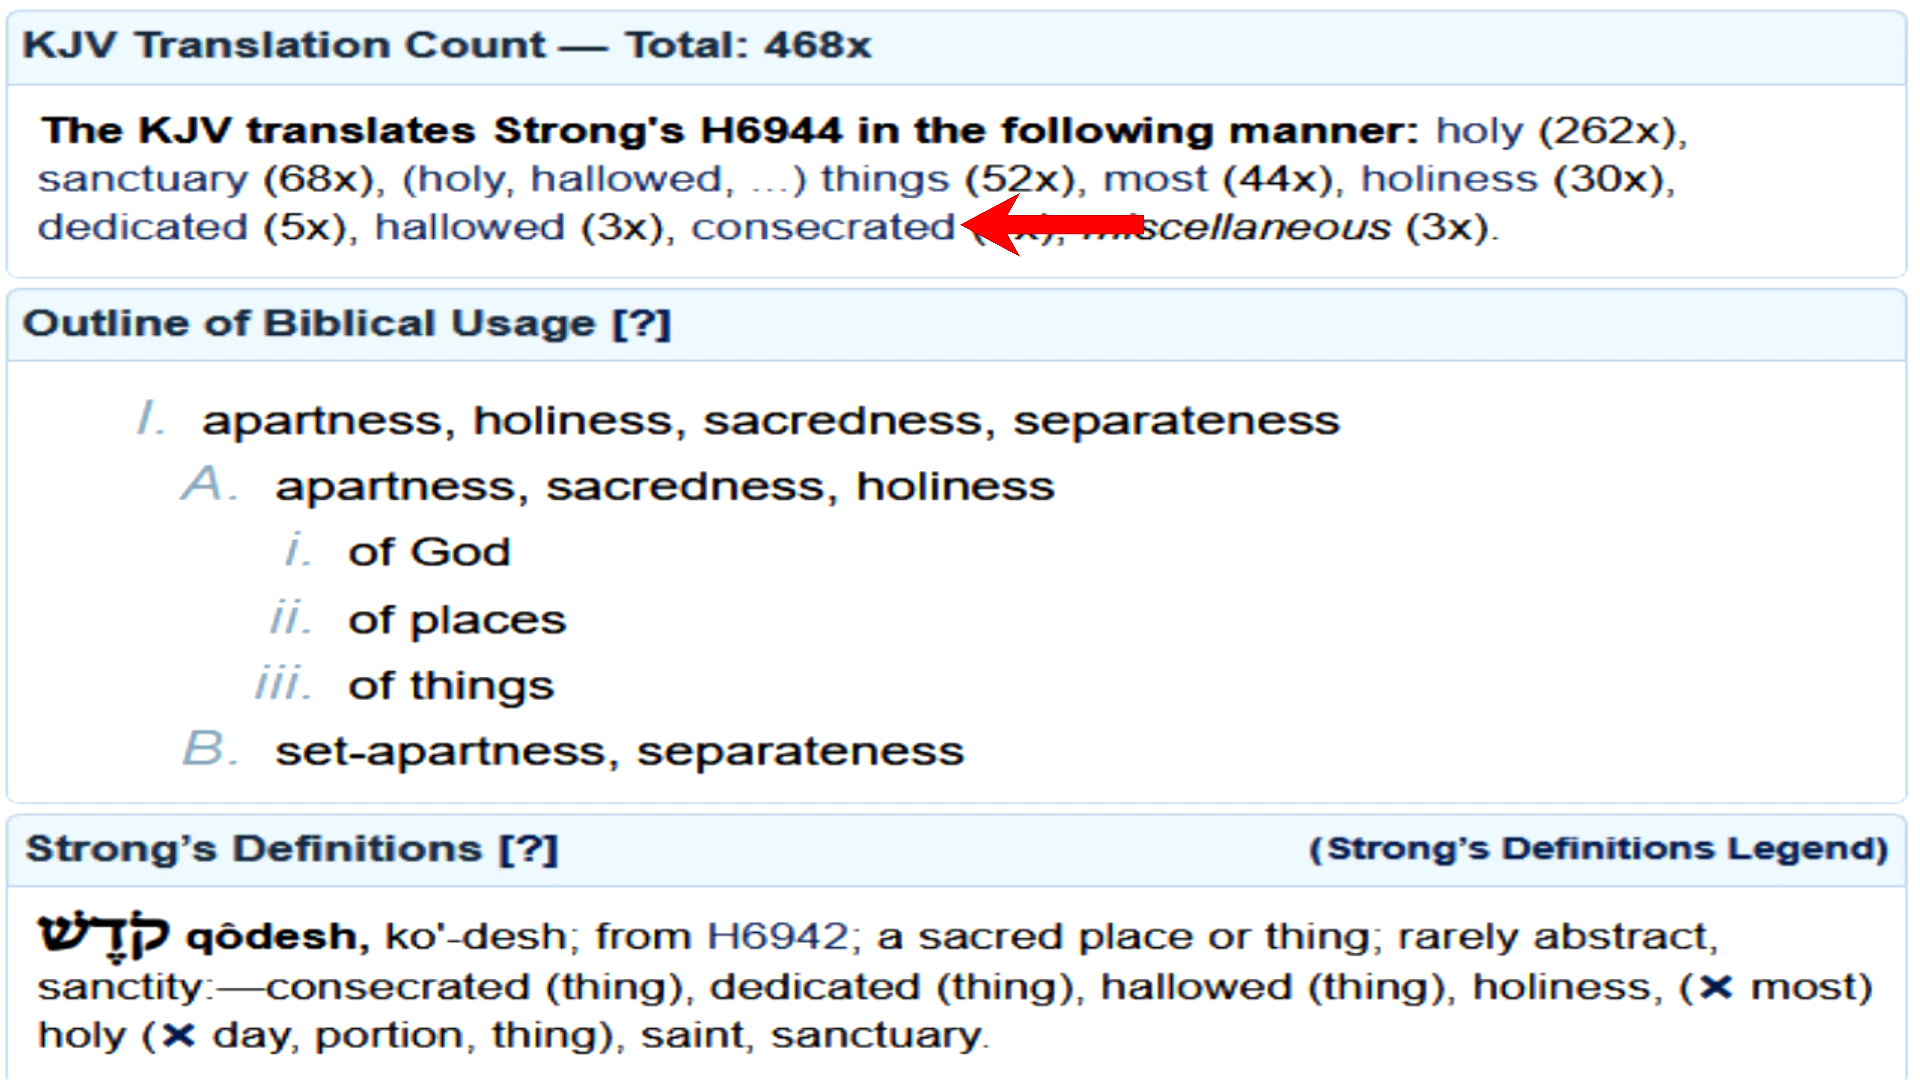 KJV Translation Count — Total: 468x
The KJV translates Strong's H6944 in the following manner: holy (262x),
sanctuary (68x), (holy, hallowed, ...) things (52x), most (44x), holiness (30x),
dedicated (5x), hallowed (3x), consecrated miscellaneous (3x).
Outline of Biblical Usage [?]
I. apartness, holiness, sacredness, separateness
A. apartness, sacredness, holiness
i. of God
ii. of places
iii. of things
B. set-apartness, separateness
Strong’s Definitions [?] (Strong’s Definitions Legend)
קֹדֶשׁ qôdesh, ko'-desh; from H6942; a sacred place or thing; rarely abstract,
sanctity:—consecrated (thing), dedicated (thing), hallowed (thing), holiness, (× most)
holy (× day, portion, thing), saint, sanctuary.